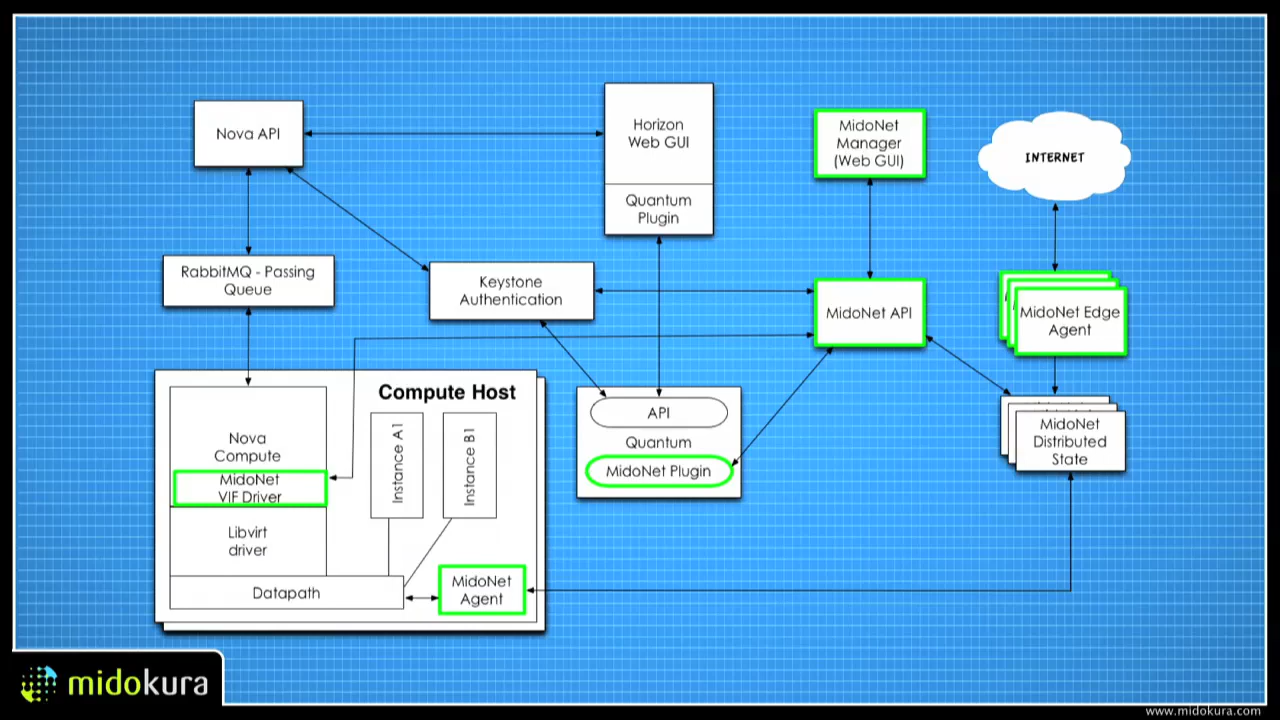 Nova API
Horizon
Web GUI
Quantum
Plugin
MidoNet
Manager
(Web GUI)
INTERNET
RabbitMQ - Passing
Queue
Keystone
Authentication
MidoNet API
MidoNet Edge
Agent
Compute Host
Nova
Compute
MidoNet
VIF Driver
Libvirt
driver
Datapath
Instance A1
Instance B1
MidoNet
Agent
API
Quantum
MidoNet Plugin
MidoNet
Distributed
State
midokura
www.midokura.com